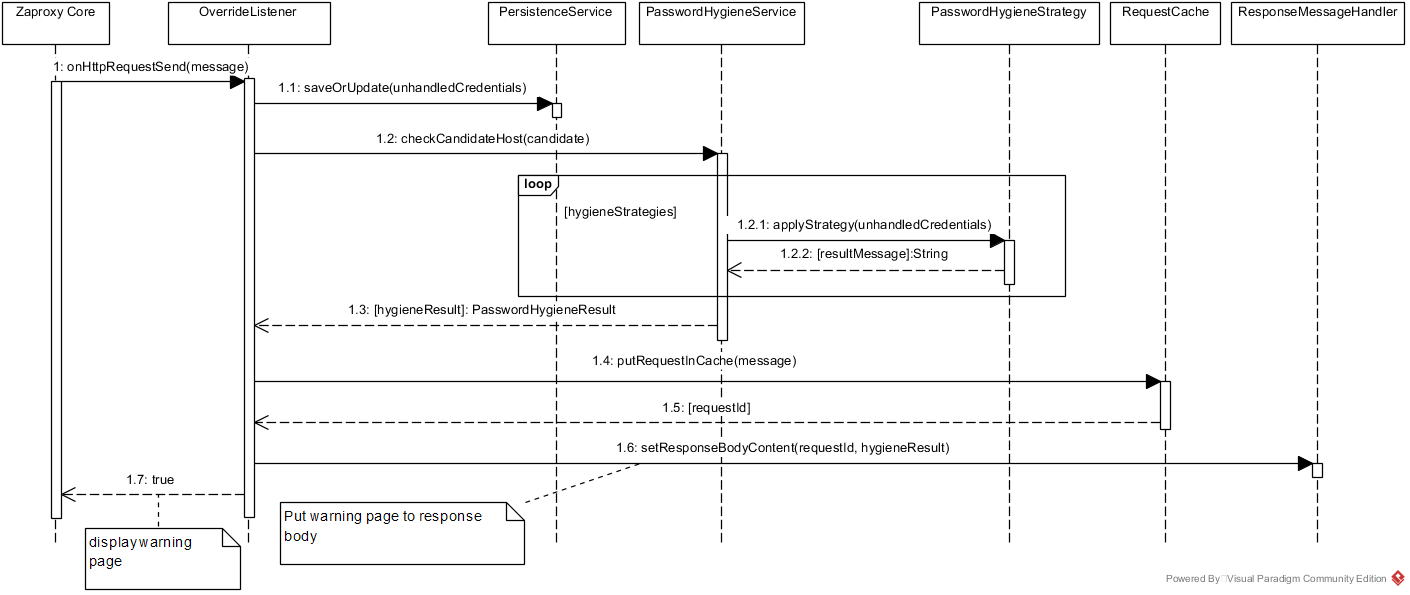 Zaproxy Core
OverrideListener
PersistenceService
PasswordHygieneService
PasswordHygieneStrategy
RequestCache
ResponseMessageHandler
1: onHttpRequestSend(message)
1.1: saveOrUpdate(unhandledCredentials)
1.2: checkCandidateHost(candidate)
loop
[hygieneStrategies]
1.2.1: applyStrategy(unhandledCredentials)
1.2.2: [resultMessage]:String
1.3: [hygieneResult]: PasswordHygieneResult
1.4: putRequestInCache(message)
1.5: [requestId]
1.6: setResponseBodyContent(requestId, hygieneResult)
1.7: true
Put warning page to response
body
display warning
page
Powered By Visual Paradigm Community Edition